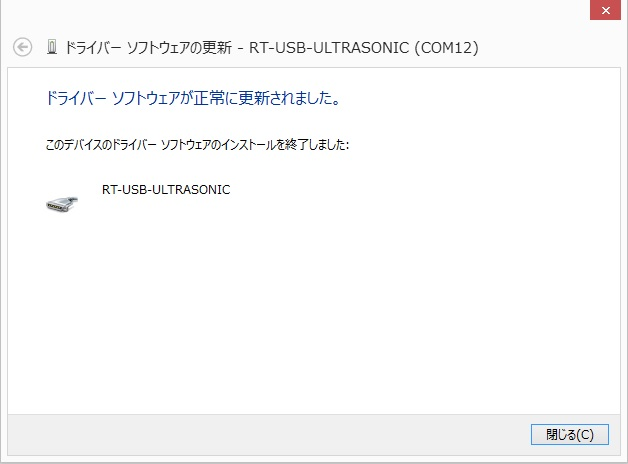 ドライバー ソフトウェアの更新 - RT-USB-ULTRASONIC (COM12)
ドライバー ソフトウェアが正常に更新されました。
このデバイスのドライバー ソフトウェアのインストールを終了しました:
RT-USB-ULTRASONIC
閉じる(C)